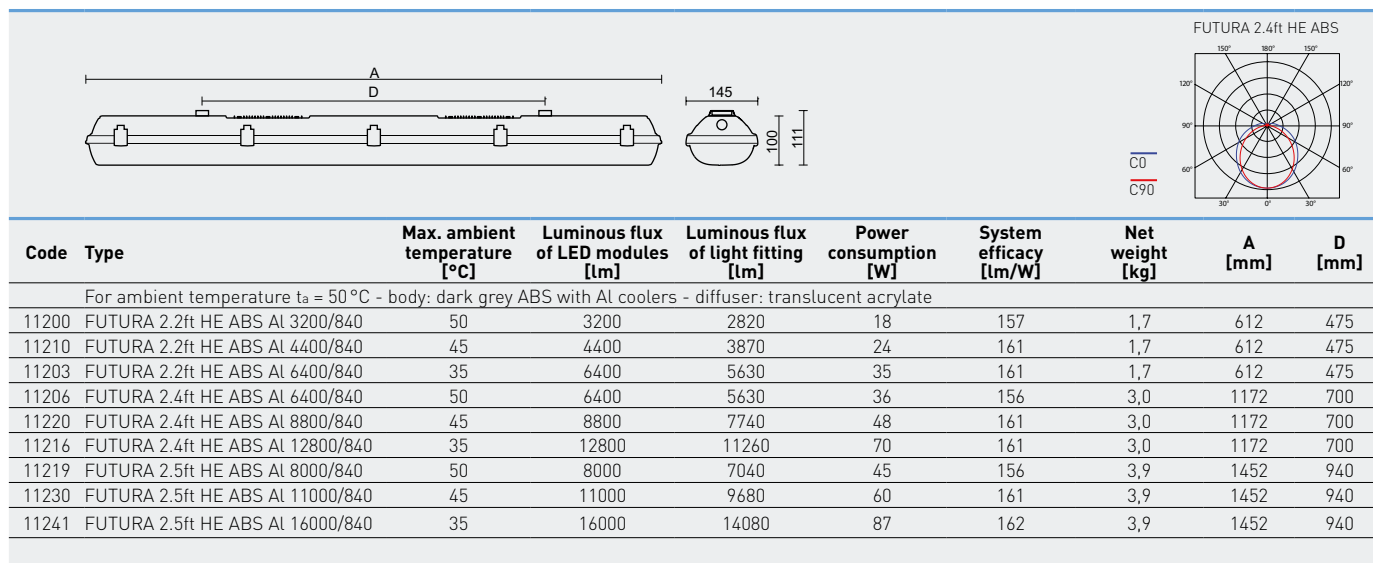 FUTURA 2.4ft HE ABS
150° 180° 150°
120° 120°
90° 90°
60° 60°
30° 0° 30°
C0
C90
A
D
145
100
111
Code Type Max. ambient temperature [°C] Luminous flux of LED modules [lm] Luminous flux of light fitting [lm] Power consumption [W] System efficacy [lm/W] Net weight [kg] A [mm] D [mm]
For ambient temperature ta = 50 °C - body: dark grey ABS with Al coolers - diffuser: translucent acrylate
11200 FUTURA 2.2ft HE ABS Al 3200/840 50 3200 2820 18 157 1,7 612 475
11210 FUTURA 2.2ft HE ABS Al 4400/840 45 4400 3870 24 161 1,7 612 475
11203 FUTURA 2.2ft HE ABS Al 6400/840 35 6400 5630 35 161 1,7 612 475
11206 FUTURA 2.4ft HE ABS Al 6400/840 50 6400 5630 36 156 3,0 1172 700
11220 FUTURA 2.4ft HE ABS Al 8800/840 45 8800 7740 48 161 3,0 1172 700
11216 FUTURA 2.4ft HE ABS Al 12800/840 35 12800 11260 70 161 3,0 1172 700
11219 FUTURA 2.5ft HE ABS Al 8000/840 50 8000 7040 45 156 3,9 1452 940
11230 FUTURA 2.5ft HE ABS Al 11000/840 45 11000 9680 60 161 3,9 1452 940
11241 FUTURA 2.5ft HE ABS Al 16000/840 35 16000 14080 87 162 3,9 1452 940